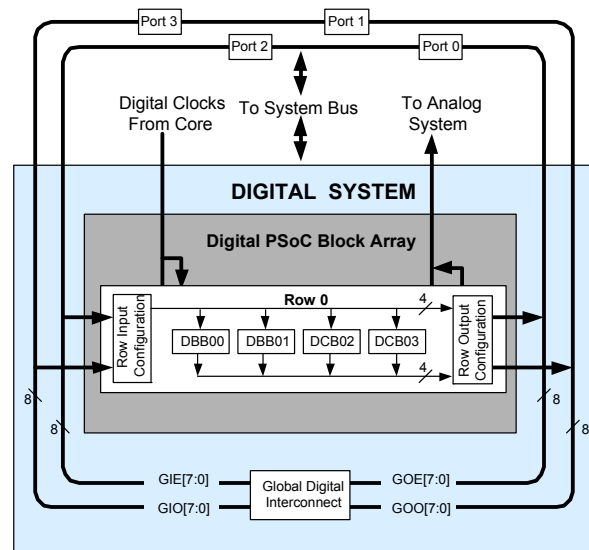 Port 3
Port 1
Port 2
Port 0
Digital Clocks
From Core
To System Bus
To Analog
System
DIGITAL SYSTEM
Digital PSoC Block Array
Row Input
Configuration
Row 0
4
DBB00
DBB01
DCB02
DCB03
4
Row Output
Configuration
8
8
8
8
GIE[7:0]
GIO[7:0]
Global Digital
Interconnect
GOE[7:0]
GOO[7:0]